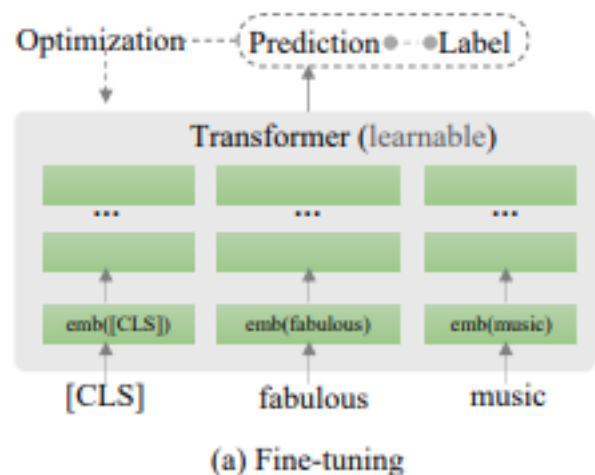 Optimization Prediction Label
Transformer (learnable)
... ... ...
emb([CLS]) emb(fabulous) emb(music)
[CLS] fabulous music
(a) Fine-tuning